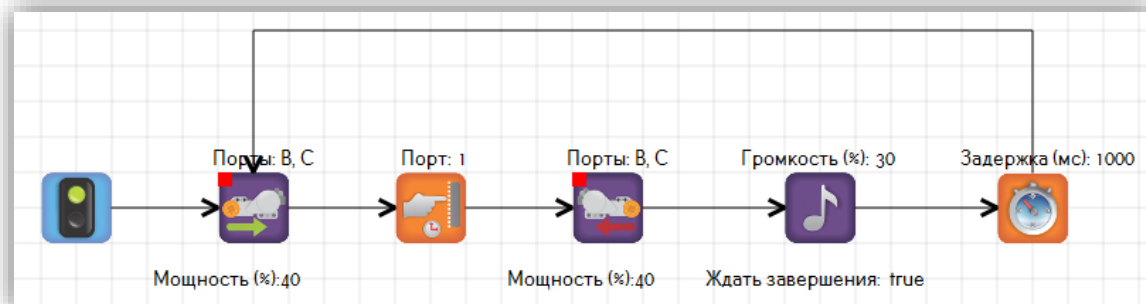 Порты: B, C
Порт: 1
Порты: B, C
Громкость (%): 30
Задержка (мс): 1000
Мощность (%):40
Мощность (%):40
Ждать завершения: true